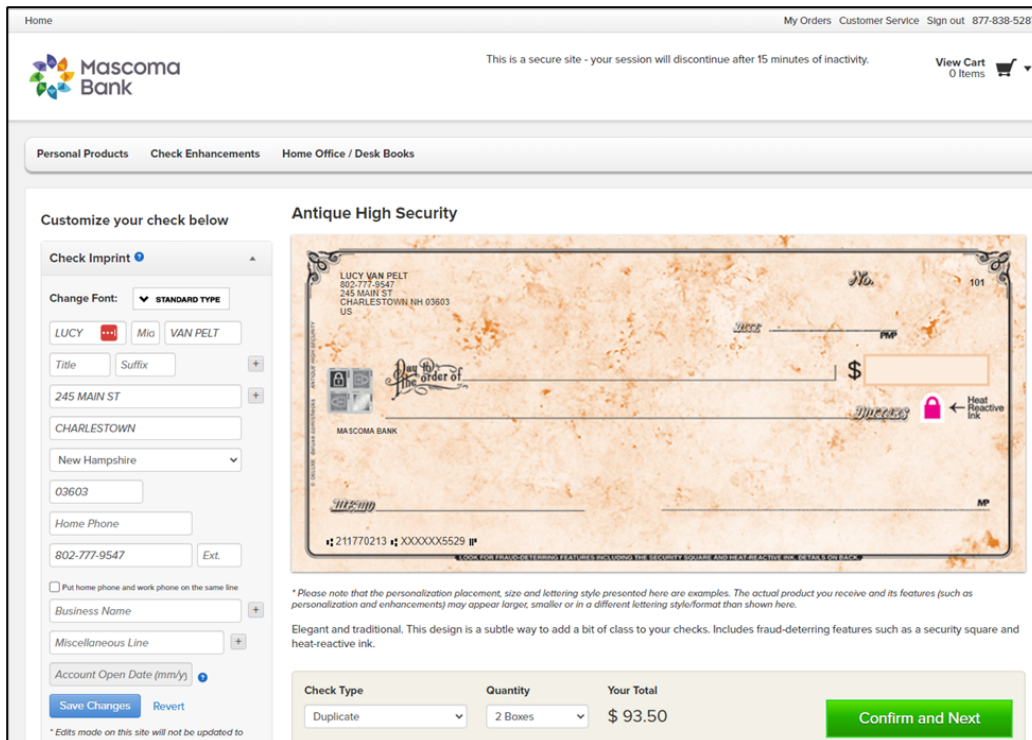 Home
My Orders Customer Service Sign out 877-838-528
Mascoma
Bank
This is a secure site - your session will discontinue after 15 minutes of inactivity.
View Cart
0 Items
Personal Products Check Enhancements Home Office / Desk Books
Customize your check below
Check Imprint
Change Font: STANDARD TYPE
LUCY Mid VAN PELT
Title Suffix +
245 MAIN ST +
CHARLESTOWN
New Hampshire
03603
Home Phone
802-777-9547 Ext.
Put home phone and work phone on the same line
Business Name +
Miscellaneous Line +
Account Open Date (mm/y) ?
Save Changes Revert
* Edits made on this site will not be updated to
Antique High Security
LUCY VAN PELT
802-777-9547
245 MAIN ST
CHARLESTOWN NH 03603
US
No. 101
DATE
PMP
Pay to
the order of $
DOLLARS
Heat
Reactive
Ink
MASCOMA BANK
ANTIQUE HIGH SECURITY
MEMO
MP
211770213 XXXXXX5529
LOOK FOR FRAUD-DETERRING FEATURES INCLUDING THE SECURITY SQUARE AND HEAT-REACTIVE INK. DETAILS ON BACK.
* Please note that the personalization placement, size and lettering style presented here are examples. The actual product you receive and its features (such as
personalization and enhancements) may appear larger, smaller or in a different lettering style/format than shown here.
Elegant and traditional. This design is a subtle way to add a bit of class to your checks. Includes fraud-deterring features such as a security square and
heat-reactive ink.
Check Type Quantity Your Total
Duplicate 2 Boxes $ 93.50
Confirm and Next